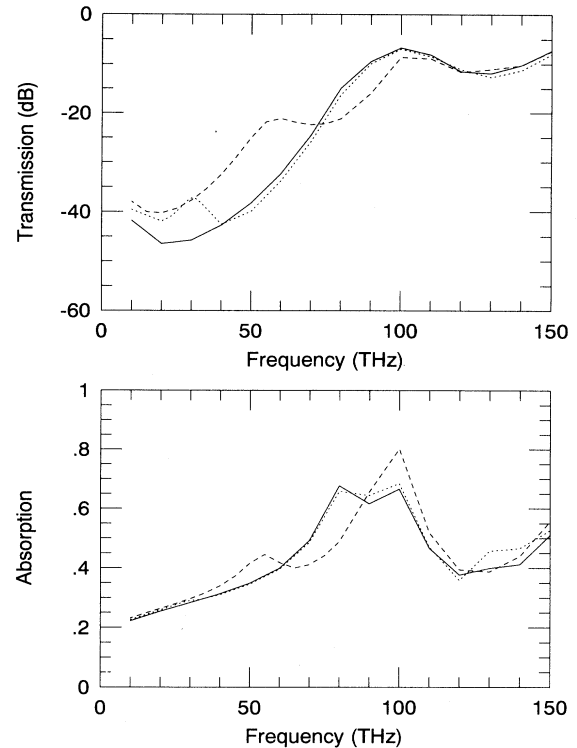 0
-20
-40
-60
Transmission (dB)
0 50 100 150
Frequency (THz)
1
.8
.6
.4
.2
0
Absorption
0 50 100 150
Frequency (THz)